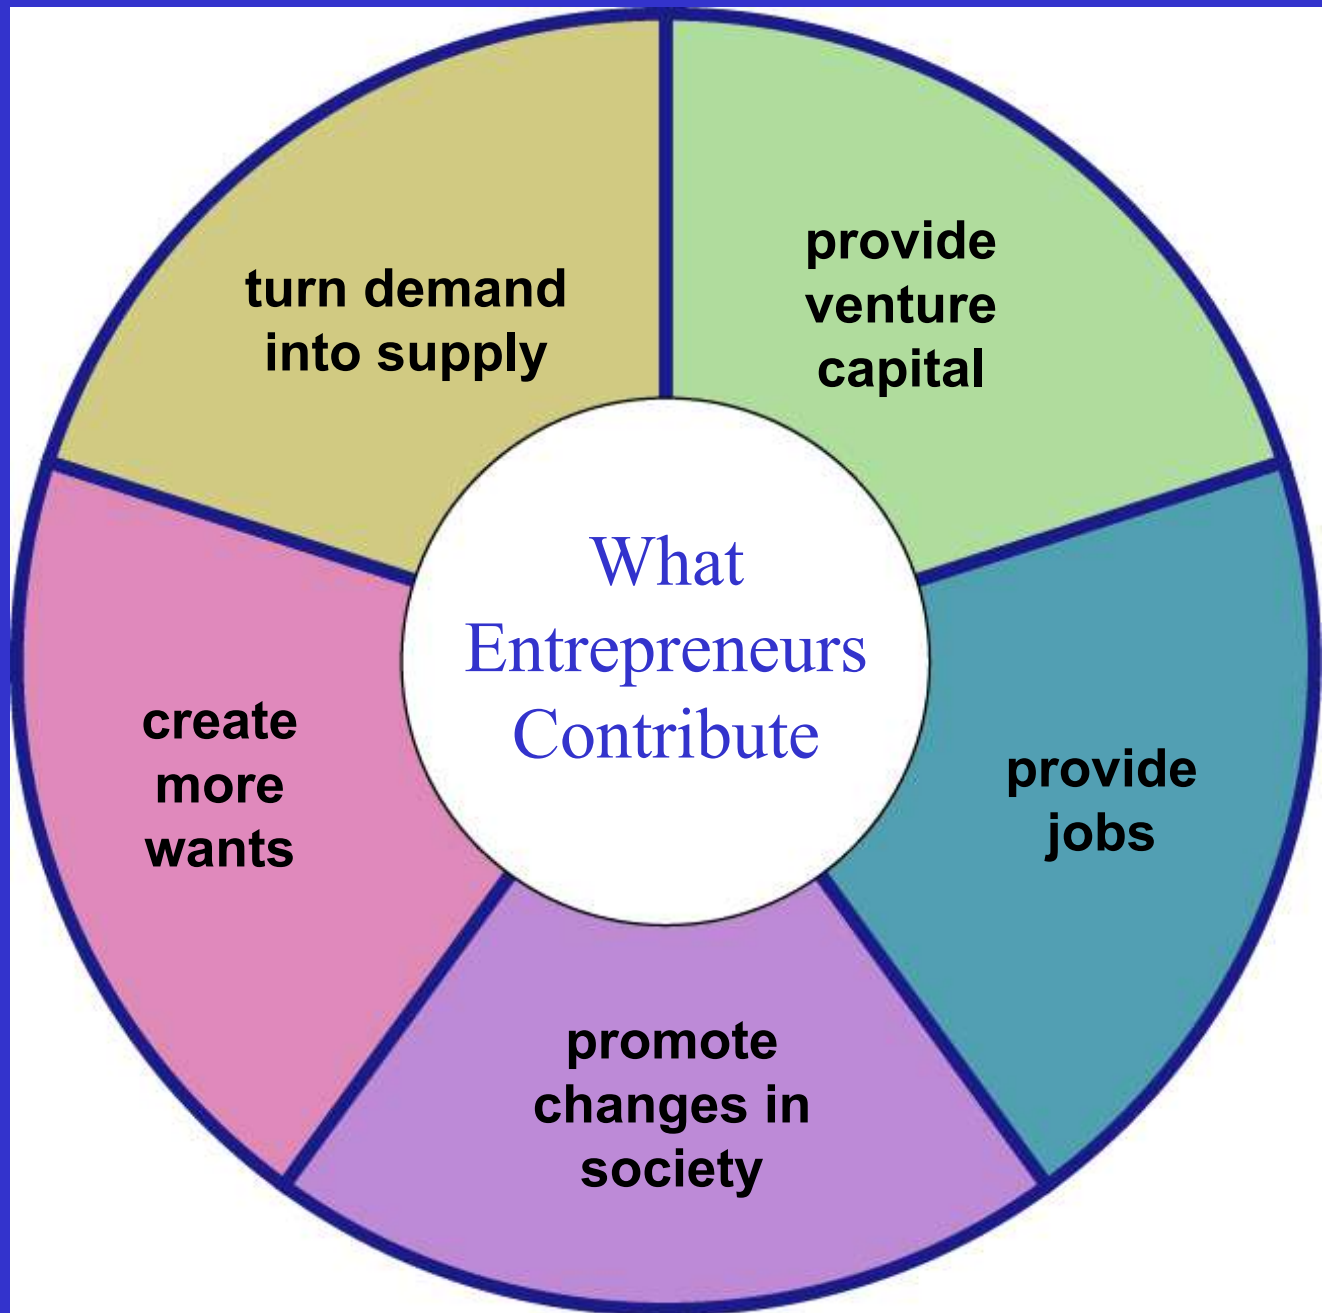 turn demand
into supply
provide
venture
capital
What
Entrepreneurs
Contribute
create
more
wants
provide
jobs
promote
changes in
society